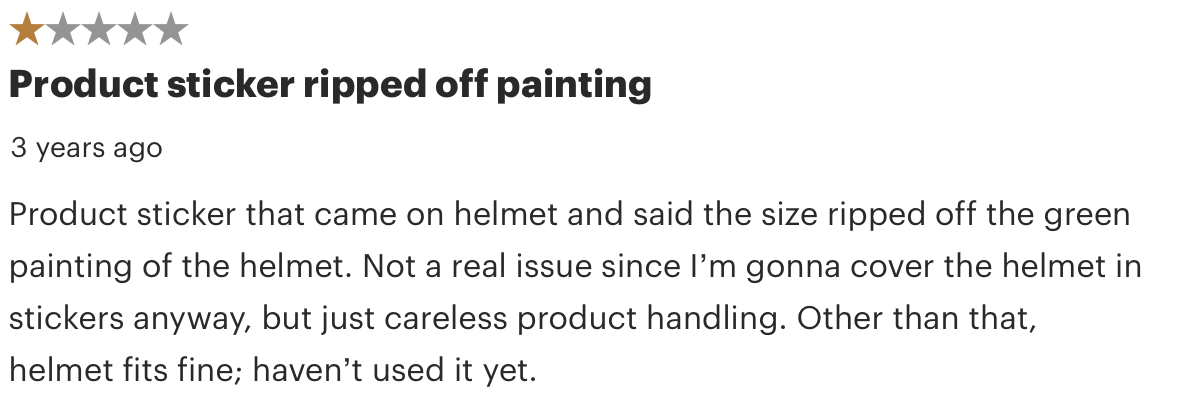 Product sticker ripped off painting
3 years ago
Product sticker that came on helmet and said the size ripped off the green
painting of the helmet. Not a real issue since I’m gonna cover the helmet in
stickers anyway, but just careless product handling. Other than that,
helmet fits fine; haven’t used it yet.